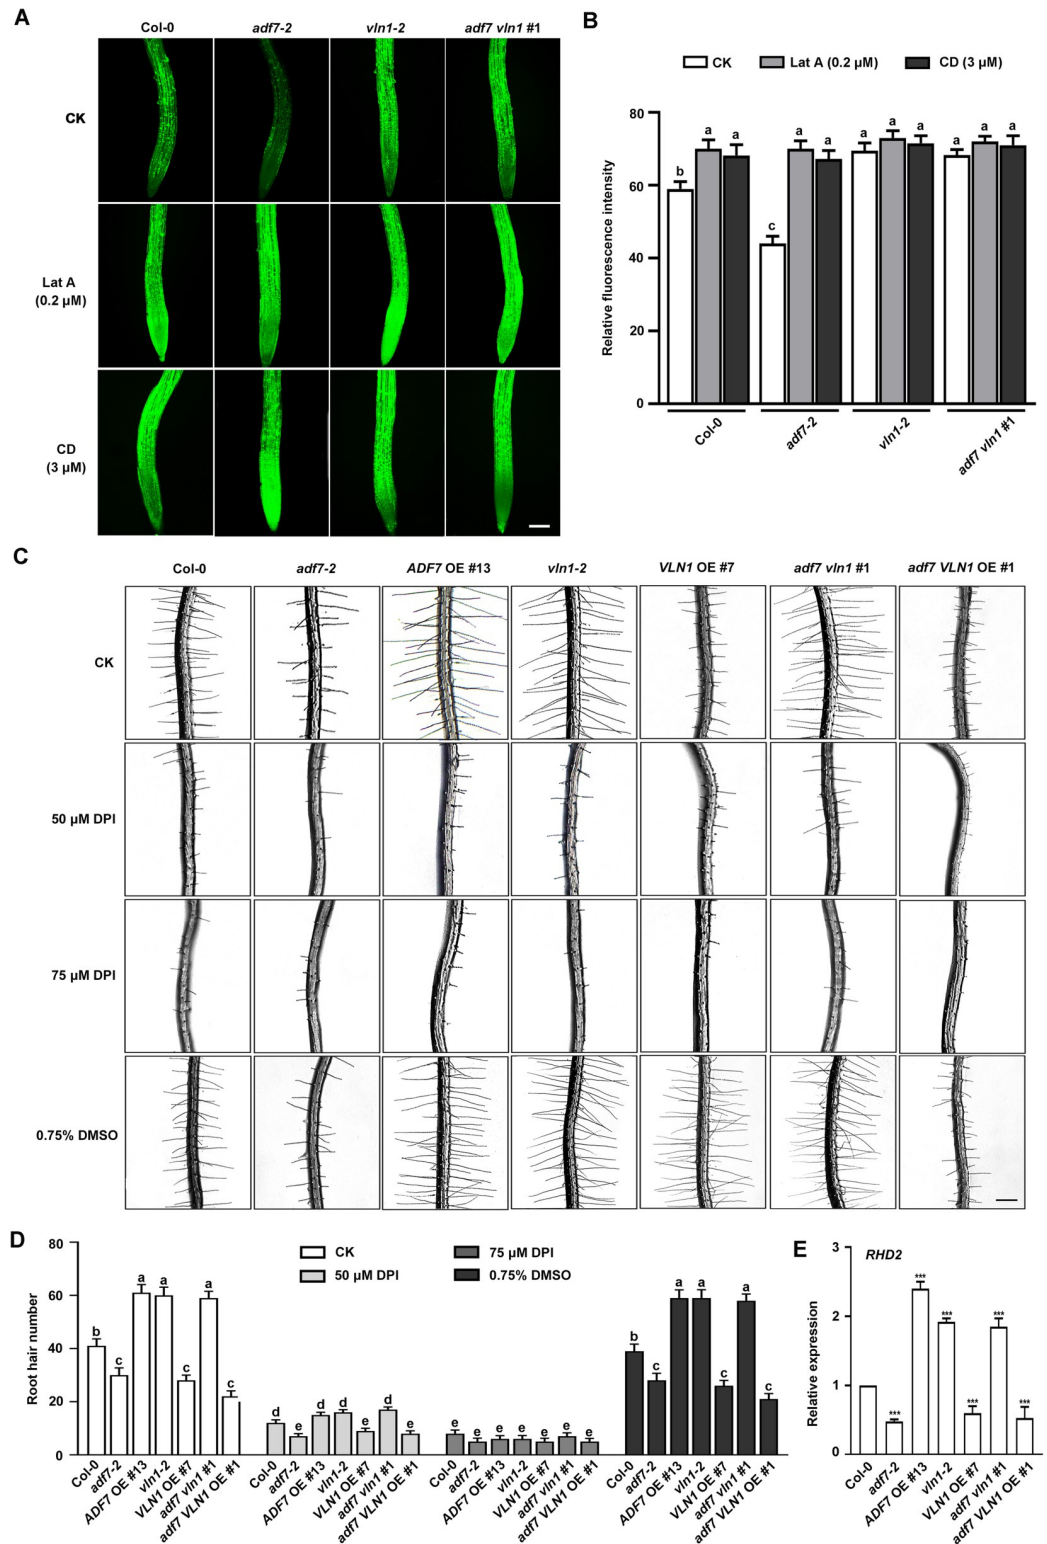 A
Col-0 adf7-2 vln1-2 adf7 vln1 #1
CK
Lat A
(0.2 μM)
CD
(3 μM)
B
CK Lat A (0.2 μM) CD (3 μM)
Relative fluorescence intensity
80
60
40
20
0
b a a c a a a a a a a a
Col-0 adf7-2 vln1-2 adf7 vln1 #1
C
Col-0 adf7-2 ADF7 OE #13 vln1-2 VLN1 OE #7 adf7 vln1 #1 adf7 VLN1 OE #1
CK
50 μM DPI
75 μM DPI
0.75% DMSO
D
CK 75 μM DPI
50 μM DPI 0.75% DMSO
Root hair number
80
60
40
20
0
b c a a c a c d e d d e d e e e e e e e e b c a a c a c
Col-0 adf7-2 ADF7 OE #13 vln1-2 VLN1 OE #7 adf7 vln1 #1 adf7 VLN1 OE #1
Col-0 adf7-2 ADF7 OE #13 vln1-2 VLN1 OE #7 adf7 vln1 #1 adf7 VLN1 OE #1
Col-0 adf7-2 ADF7 OE #13 vln1-2 VLN1 OE #7 adf7 vln1 #1 adf7 VLN1 OE #1
Col-0 adf7-2 ADF7 OE #13 vln1-2 VLN1 OE #7 adf7 vln1 #1 adf7 VLN1 OE #1
E
RHD2
Relative expression
3
2
1
0
*** *** *** *** *** ***
Col-0 adf7-2 ADF7 OE #13 vln1-2 VLN1 OE #7 adf7 vln1 #1 adf7 VLN1 OE #1